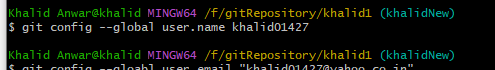 Khalid Anwar@khalid MINGW64 /f/gitRepository/khalid1 (khalidNew)
$ git config --global user.name khalid01427
Khalid Anwar@khalid MINGW64 /f/gitRepository/khalid1 (khalidNew)
$ git config --gloabl user.email "khalid01427@yahoo.co.in"